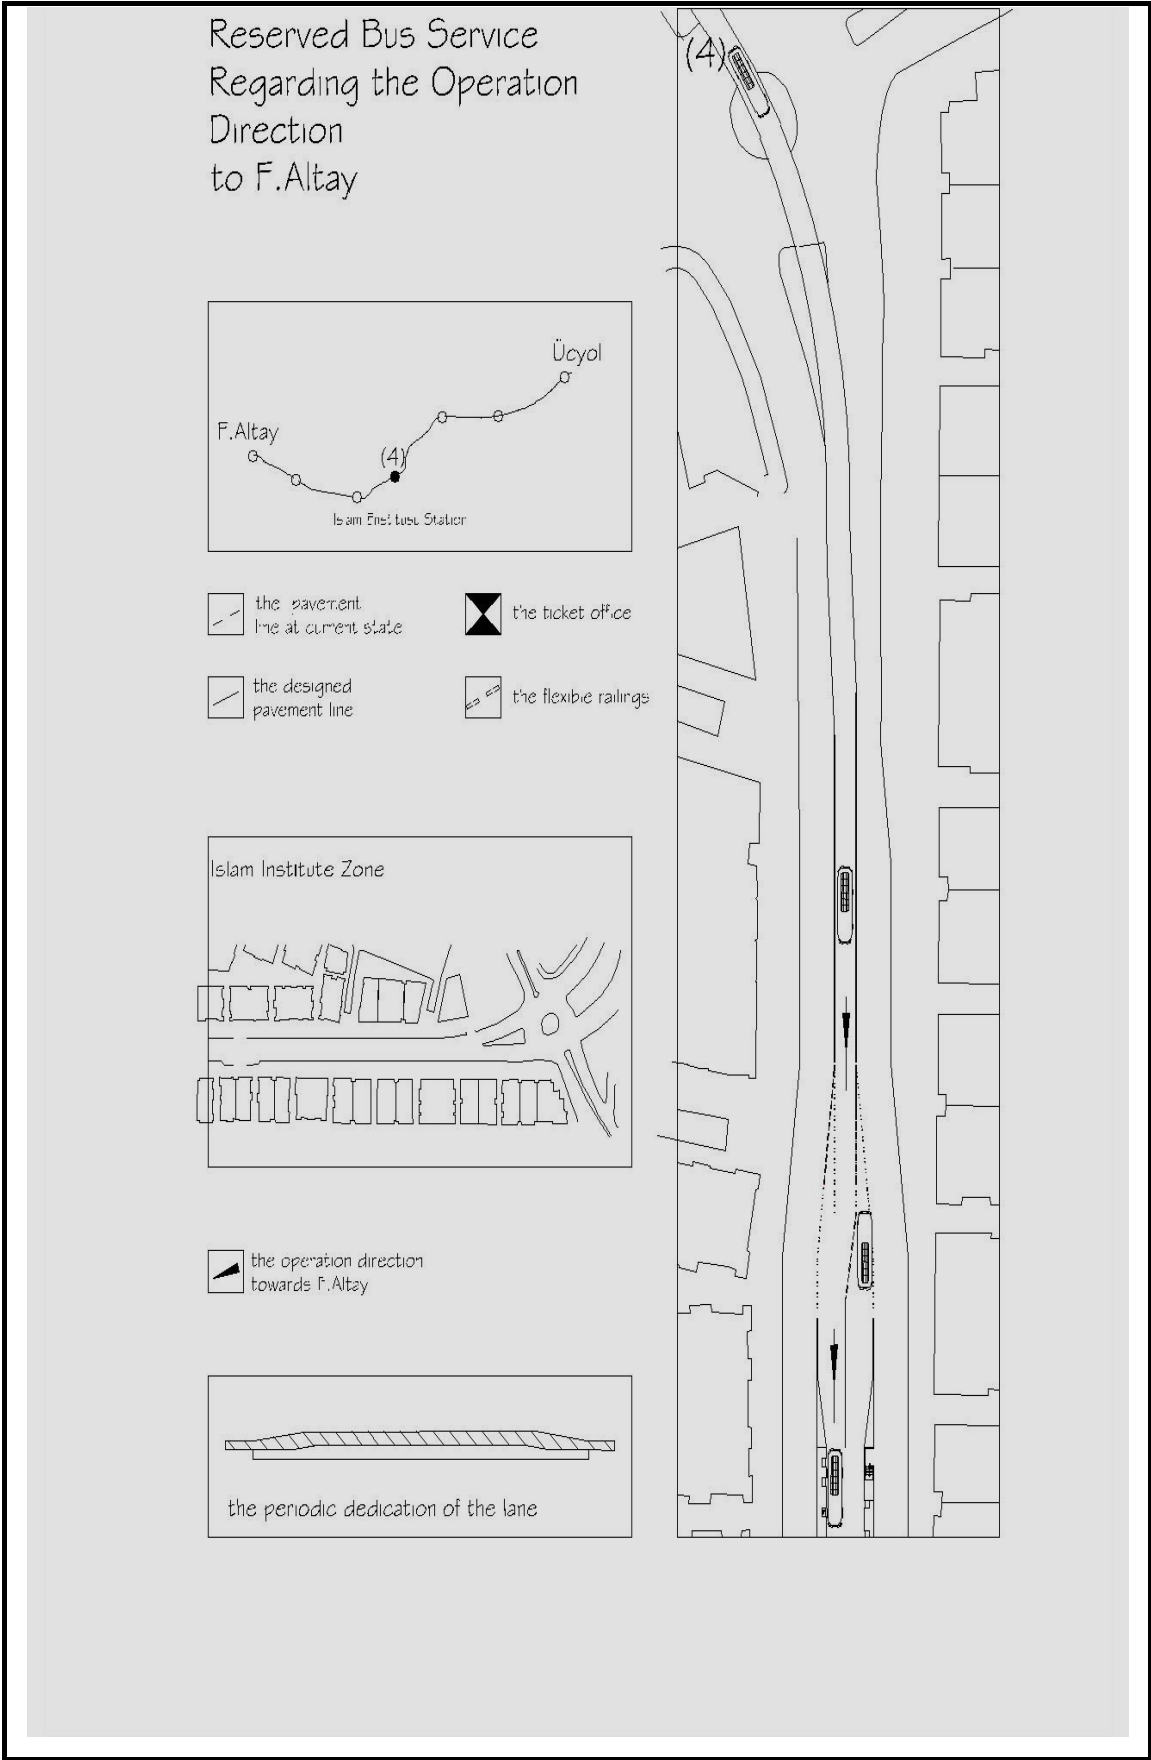 Reserved Bus Service
Regarding the Operation
Direction
to F.Altay
(4)
Ücyol
F.Altay
(4)
Islam Station
the pavement
line at current state
the ticket office
the designed
pavement line
the flexible railings
Islam Institute Zone
the operation direction
towards F.Altay
the periodic dedication of the lane